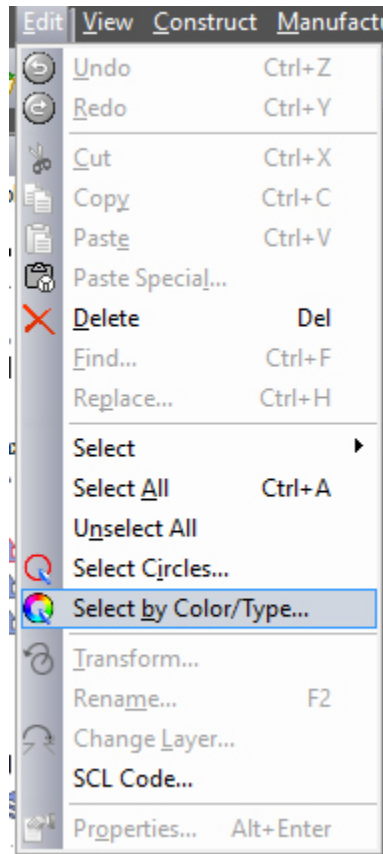 Edit View Construct Manufactu
Undo Ctrl+Z
Redo Ctrl+Y
Cut Ctrl+X
Copy Ctrl+C
Paste Ctrl+V
Paste Special...
Delete Del
Find... Ctrl+F
Replace... Ctrl+H
Select
Select All Ctrl+A
Unselect All
Select Circles...
Select by Color/Type...
Transform...
Rename... F2
Change Layer...
SCL Code...
Properties... Alt+Enter